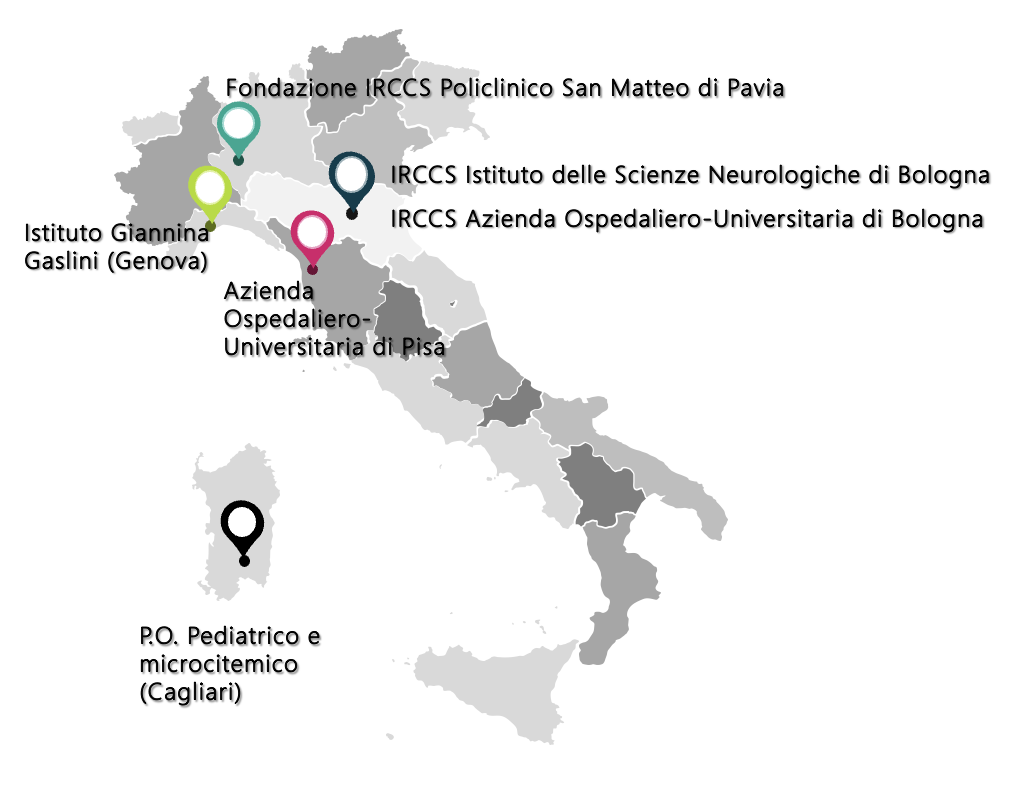 Fondazione IRCCS Policlinico San Matteo di Pavia
IRCCS Istituto delle Scienze Neurologiche di Bologna
IRCCS Azienda Ospedaliero-Universitaria di Bologna
Istituto Giannina
Gaslini (Genova)
Azienda
Ospedaliero-
Universitaria di Pisa
P.O. Pediatrico e
microcitemico
(Cagliari)